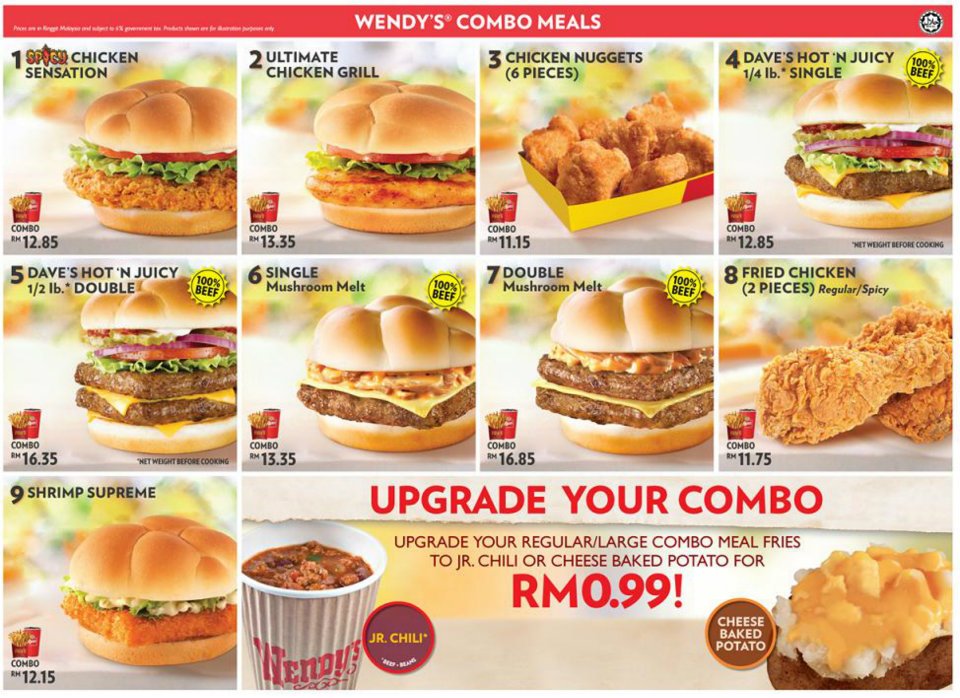 Prices are in Ringgit Malaysia and subject to 6% government tax. Products shown are for illustration purposes only.
WENDY'S® COMBO MEALS
1 SPICY CHICKEN
SENSATION
COMBO
RM 12.85
2 ULTIMATE
CHICKEN GRILL
COMBO
RM 13.35
3 CHICKEN NUGGETS
(6 PIECES)
COMBO
RM 11.15
4 DAVE'S HOT 'N JUICY
1/4 lb.* SINGLE
100%
BEEF
COMBO
RM 12.85
*NET WEIGHT BEFORE COOKING
5 DAVE'S HOT 'N JUICY
1/2 lb.* DOUBLE
100%
BEEF
COMBO
RM 16.35
*NET WEIGHT BEFORE COOKING
6 SINGLE
Mushroom Melt
100%
BEEF
COMBO
RM 13.35
7 DOUBLE
Mushroom Melt
100%
BEEF
COMBO
RM 16.85
8 FRIED CHICKEN
(2 PIECES) Regular/Spicy
COMBO
RM 11.75
9 SHRIMP SUPREME
COMBO
RM 12.15
UPGRADE YOUR COMBO
UPGRADE YOUR REGULAR/LARGE COMBO MEAL FRIES
TO JR. CHILI OR CHEESE BAKED POTATO FOR
RM0.99!
WENDY'S
JR. CHILI*
*BEEF + BEANS
CHEESE
BAKED
POTATO